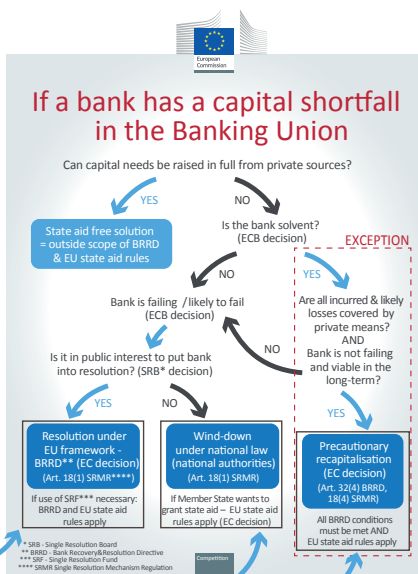 European
Commission
If a bank has a capital shortfall
in the Banking Union
Can capital needs be raised in full from private sources?
YES
NO
State aid free solution
= outside scope of BRRD
& EU state aid rules
Is the bank solvent?
(ECB decision)
EXCEPTION
NO
YES
Bank is failing /likely to fail
(ECB decision)
Are all incurred & likely
losses covered by
private means?
AND
Bank is not failing
and viable in the
long-term?
NO
Is it in public interest to put bank
into resolution? (SRB* decision)
YES
NO
YES
Resolution under
EU framework -
BRRD** (EC decision)
(Art. 18(1) SRMR****)
If use of SRF*** necessary:
BRRD and EU state aid
rules apply
Wind-down
under national law
(national authorities)
(Art. 18(1) SRMR)
If Member State wants to
grant state aid – EU state aid
rules apply (EC decision)
Precautionary
recapitalisation
(EC decision)
(Art. 32(4) BRRD,
18(4) SRMR)
All BRRD conditions
must be met AND
EU state aid rules apply
* SRB - Single Resolution Board
** BRRD - Bank Recovery&Resolution Directive
*** SRF - Single Resolution Fund
**** SRMR Single Resolution Mechanism Regulation
Competition